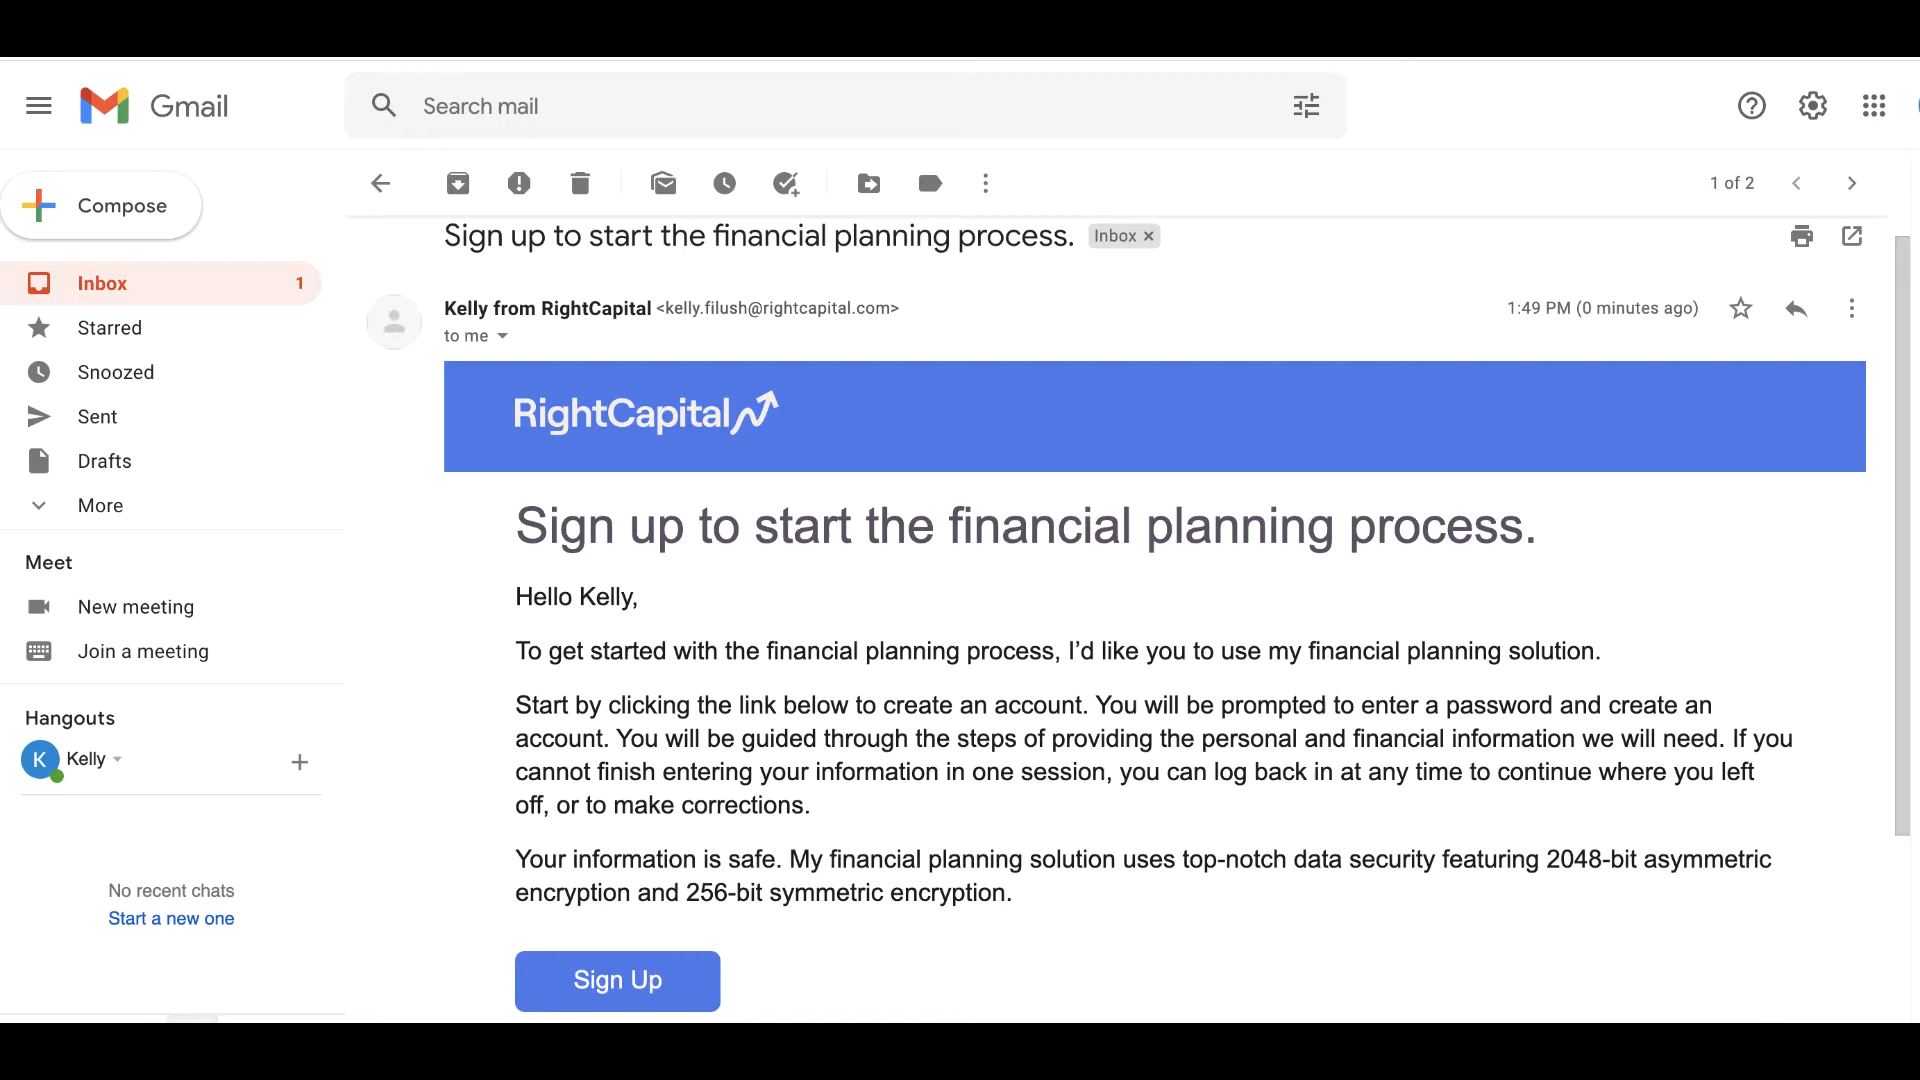 Gmail
Search mail
Compose
1 of 2
Inbox 1
Starred
Snoozed
Sent
Drafts
More
Meet
New meeting
Join a meeting
Hangouts
K Kelly
No recent chats
Start a new one
Sign up to start the financial planning process. Inbox ×
Kelly from RightCapital <kelly.filush@rightcapital.com> 1:49 PM (0 minutes ago)
to me
RightCapital
Sign up to start the financial planning process.
Hello Kelly,
To get started with the financial planning process, I’d like you to use my financial planning solution.
Start by clicking the link below to create an account. You will be prompted to enter a password and create an
account. You will be guided through the steps of providing the personal and financial information we will need. If you
cannot finish entering your information in one session, you can log back in at any time to continue where you left
off, or to make corrections.
Your information is safe. My financial planning solution uses top-notch data security featuring 2048-bit asymmetric
encryption and 256-bit symmetric encryption.
Sign Up